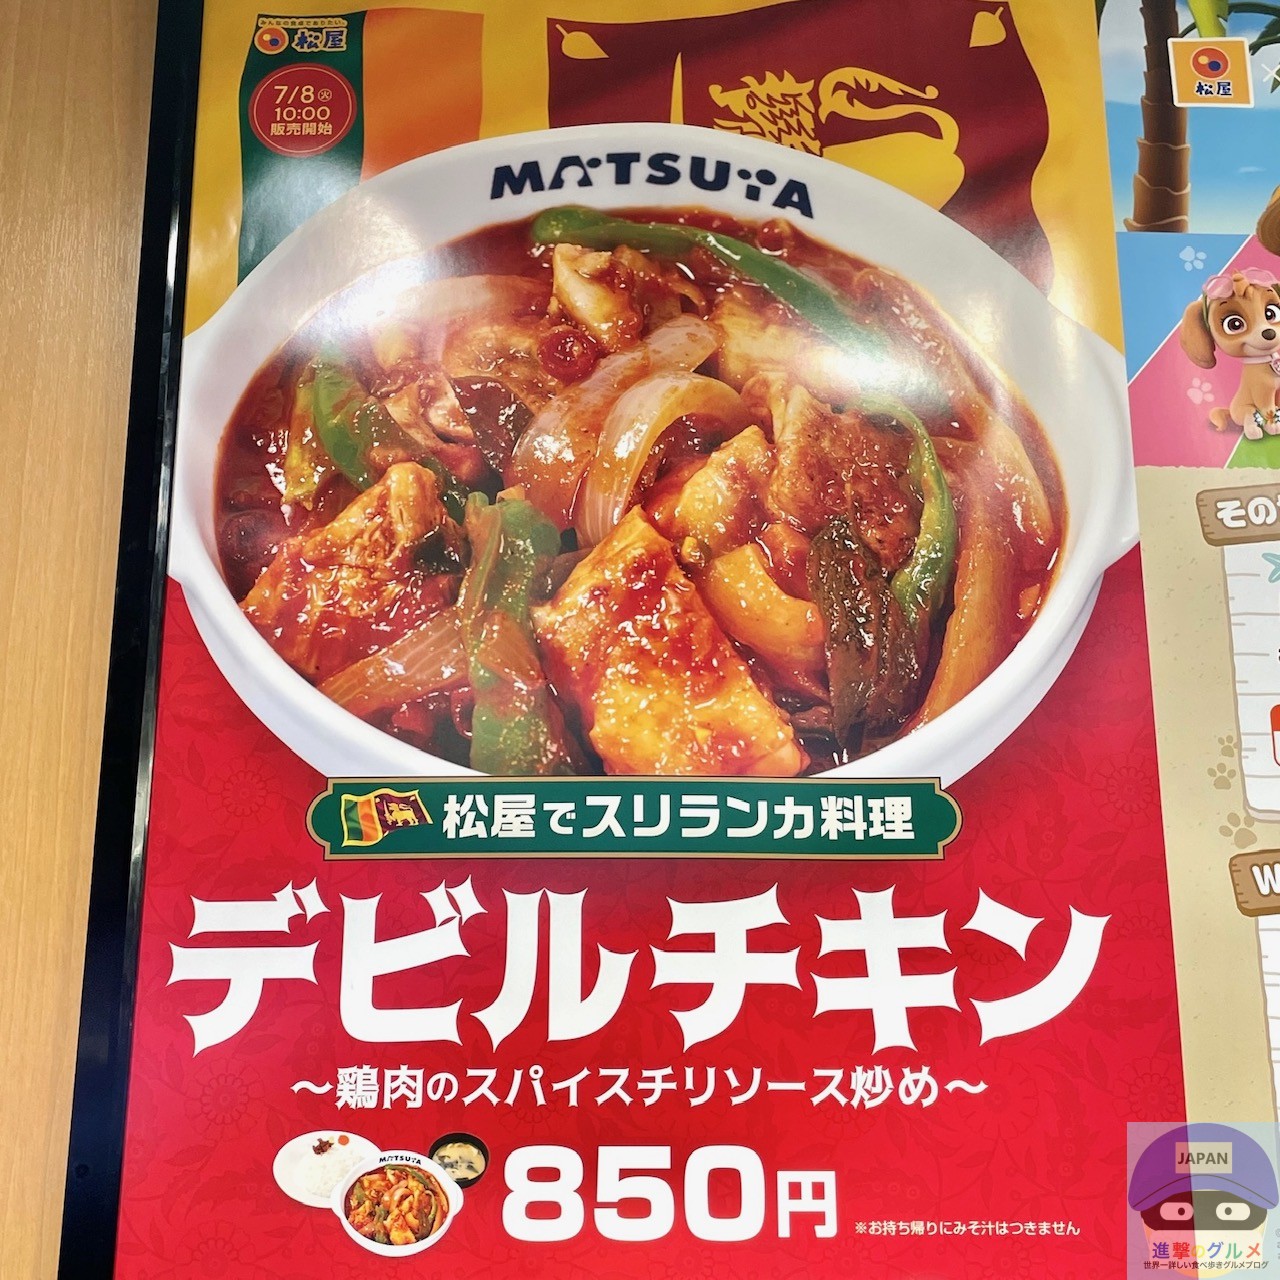 みんなの食卓でありたい。
松屋
7/8㊋
10:00
販売開始
MATSUYA
松屋
松屋でスリランカ料理
デビルチキン
～鶏肉のスパイスチリソース炒め～
MATSUYA
850円
※お持ち帰りにみそ汁はつきません
その
W
JAPAN
進撃のグルメ
世界一詳しい食べ歩きグルメブログ